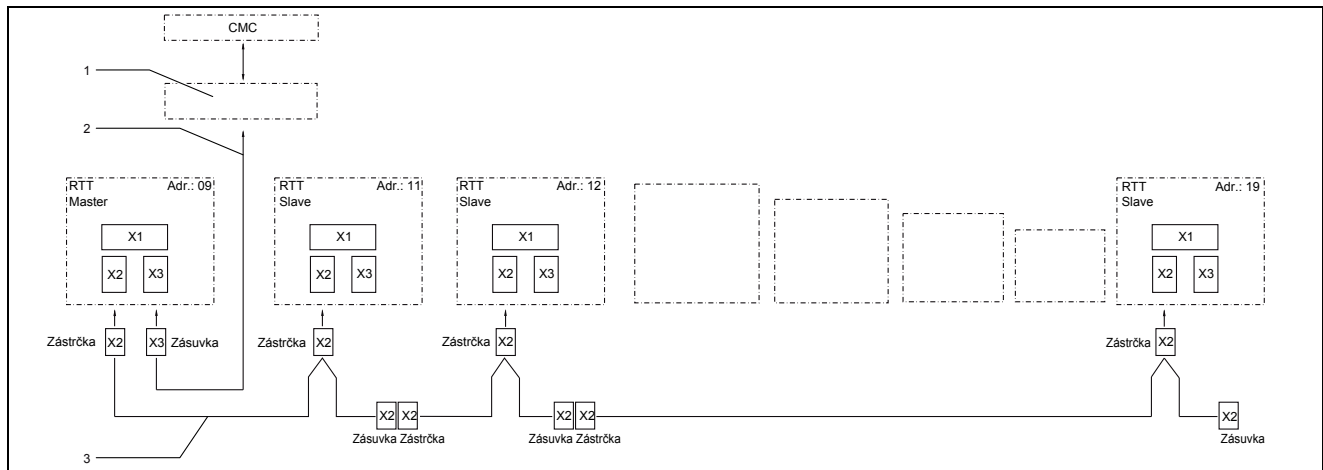 CMC
1
2
RTT Adr.: 09
Master
X1
X2 X3
RTT Adr.: 11
Slave
X1
X2 X3
RTT Adr.: 12
Slave
X1
X2 X3
RTT Adr.: 19
Slave
X1
X2 X3
Zástrčka X2 X3 Zásuvka
Zástrčka X2
Zástrčka X2
Zástrčka X2
X2 X2
Zásuvka Zástrčka
X2 X2
Zásuvka Zástrčka
X2
Zásuvka
3